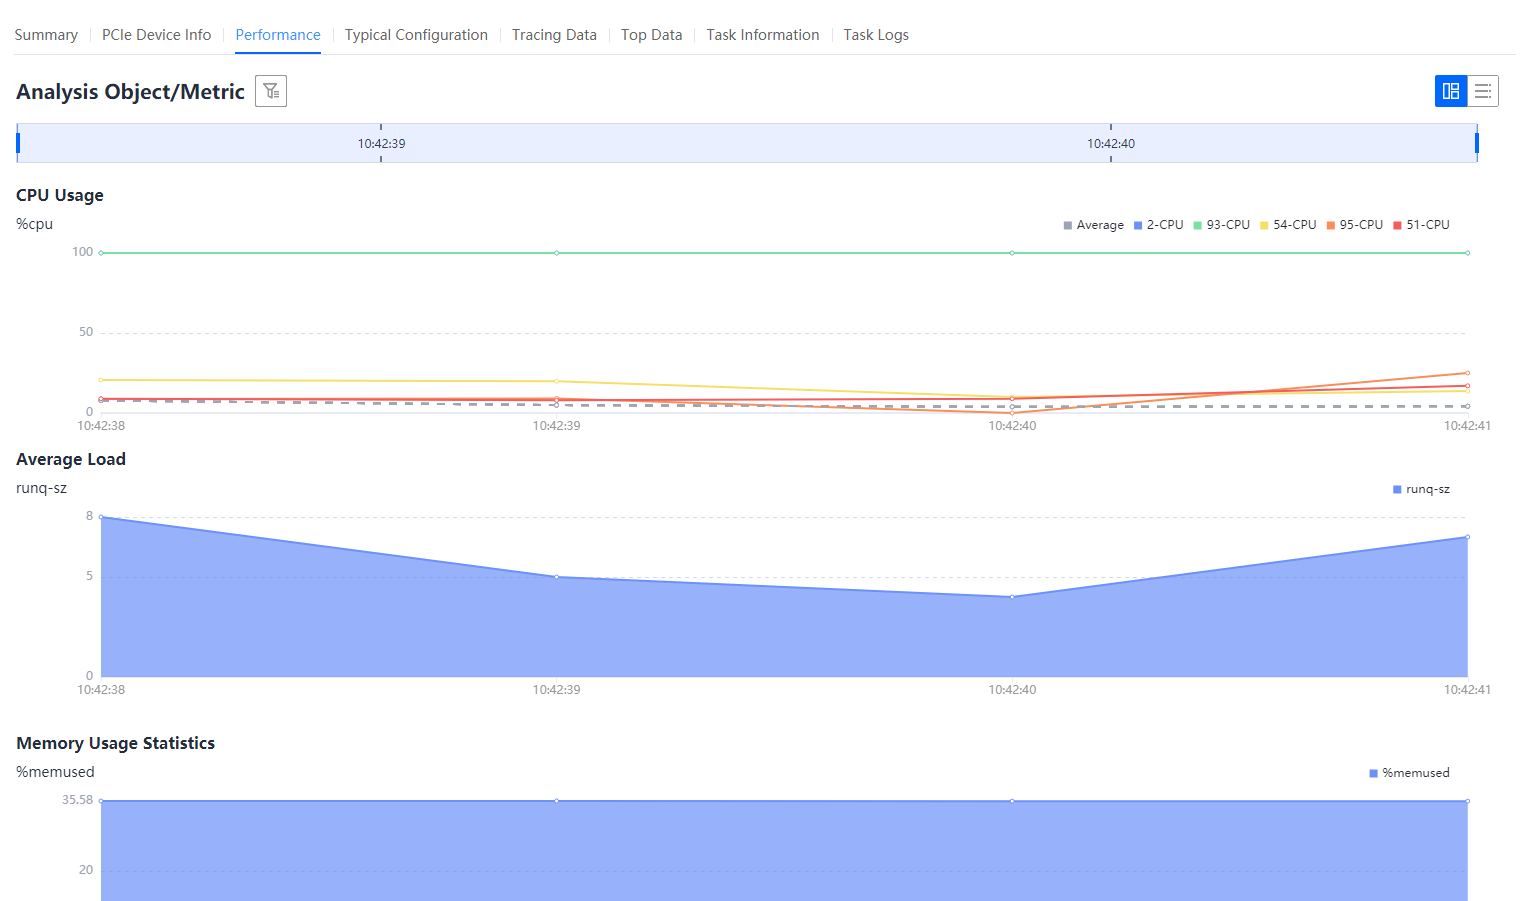 Summary PCIe Device Info Performance Typical Configuration Tracing Data Top Data Task Information Task Logs
Analysis Object/Metric
10:42:39 10:42:40
CPU Usage
%cpu
Average 2-CPU 93-CPU 54-CPU 95-CPU 51-CPU
100
50
0
10:42:38 10:42:39 10:42:40 10:42:41
Average Load
runq-sz
runq-sz
8
5
0
10:42:38 10:42:39 10:42:40 10:42:41
Memory Usage Statistics
%memused
%memused
35.58
20